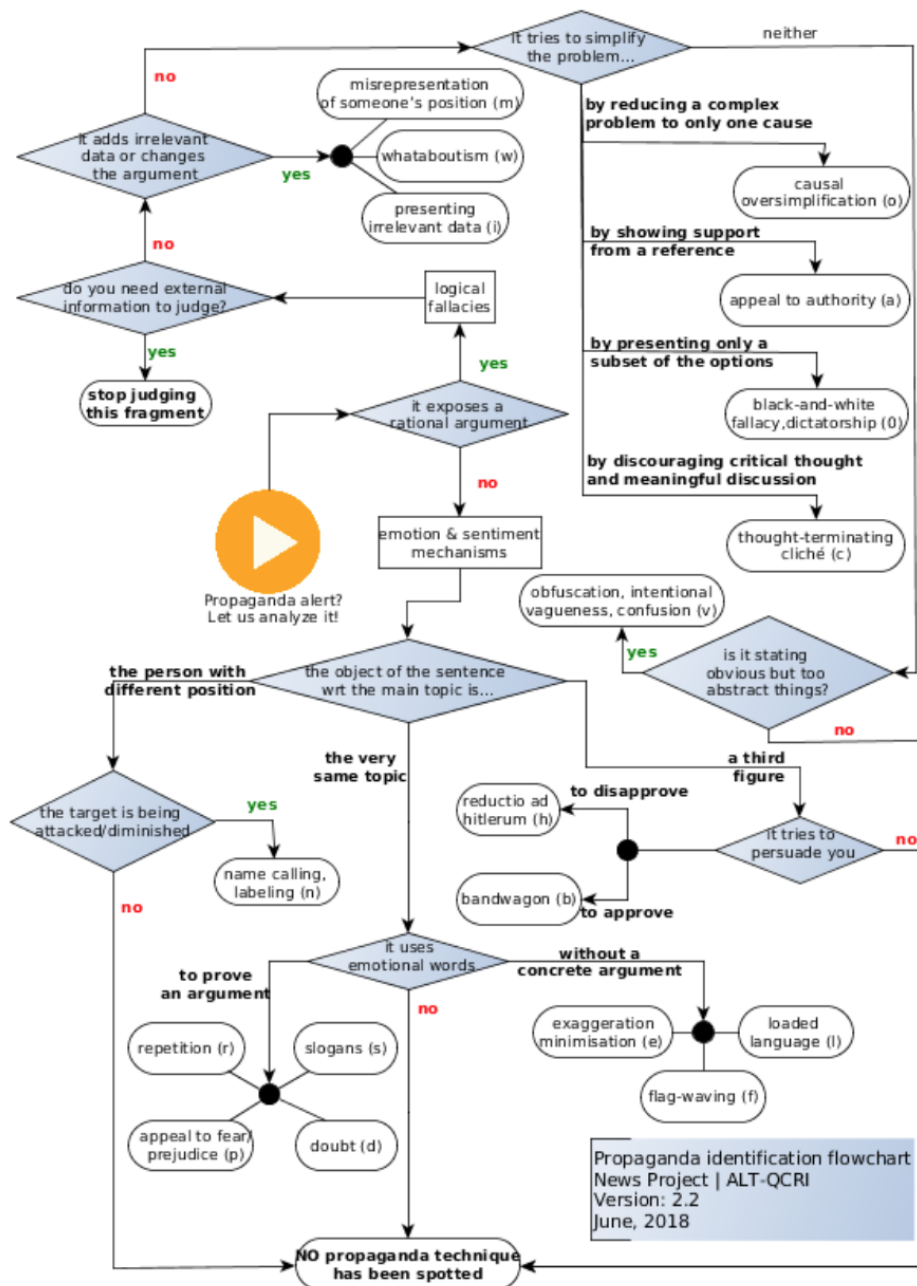 It tries to simplify
the problem...
neither
no
misrepresentation
of someone's position (m)
by reducing a complex
problem to only one cause
it adds irrelevant
data or changes
the argument
yes
whataboutism (w)
causal
oversimplification (o)
presenting
irrelevant data (i)
by showing support
from a reference
no
do you need external
information to judge?
logical
fallacies
appeal to authority (a)
yes
by presenting only a
subset of the options
yes
stop judging
this fragment
it exposes a
rational argument
black-and-white
fallacy,dictatorship (0)
by discouraging critical thought
and meaningful discussion
no
emotion & sentiment
mechanisms
thought-terminating
cliché (c)
Propaganda alert?
Let us analyze it!
obfuscation, intentional
vagueness, confusion (v)
yes
is it stating
obvious but too
abstract things?
no
the person with
different position
the object of the sentence
wrt the main topic is...
the very
same topic
a third
figure
the target is being
attacked/diminished
yes
name calling,
labeling (n)
no
to disapprove
reductio ad
hitlerum (h)
It tries to
persuade you
no
bandwagon (b)
to approve
it uses
emotional words
to prove
an argument
no
without a
concrete argument
repetition (r)
slogans (s)
appeal to fear/
prejudice (p)
doubt (d)
exaggeration
minimisation (e)
loaded
language (l)
flag-waving (f)
Propaganda identification flowchart
News Project | ALT-QCRI
Version: 2.2
June, 2018
NO propaganda technique
has been spotted